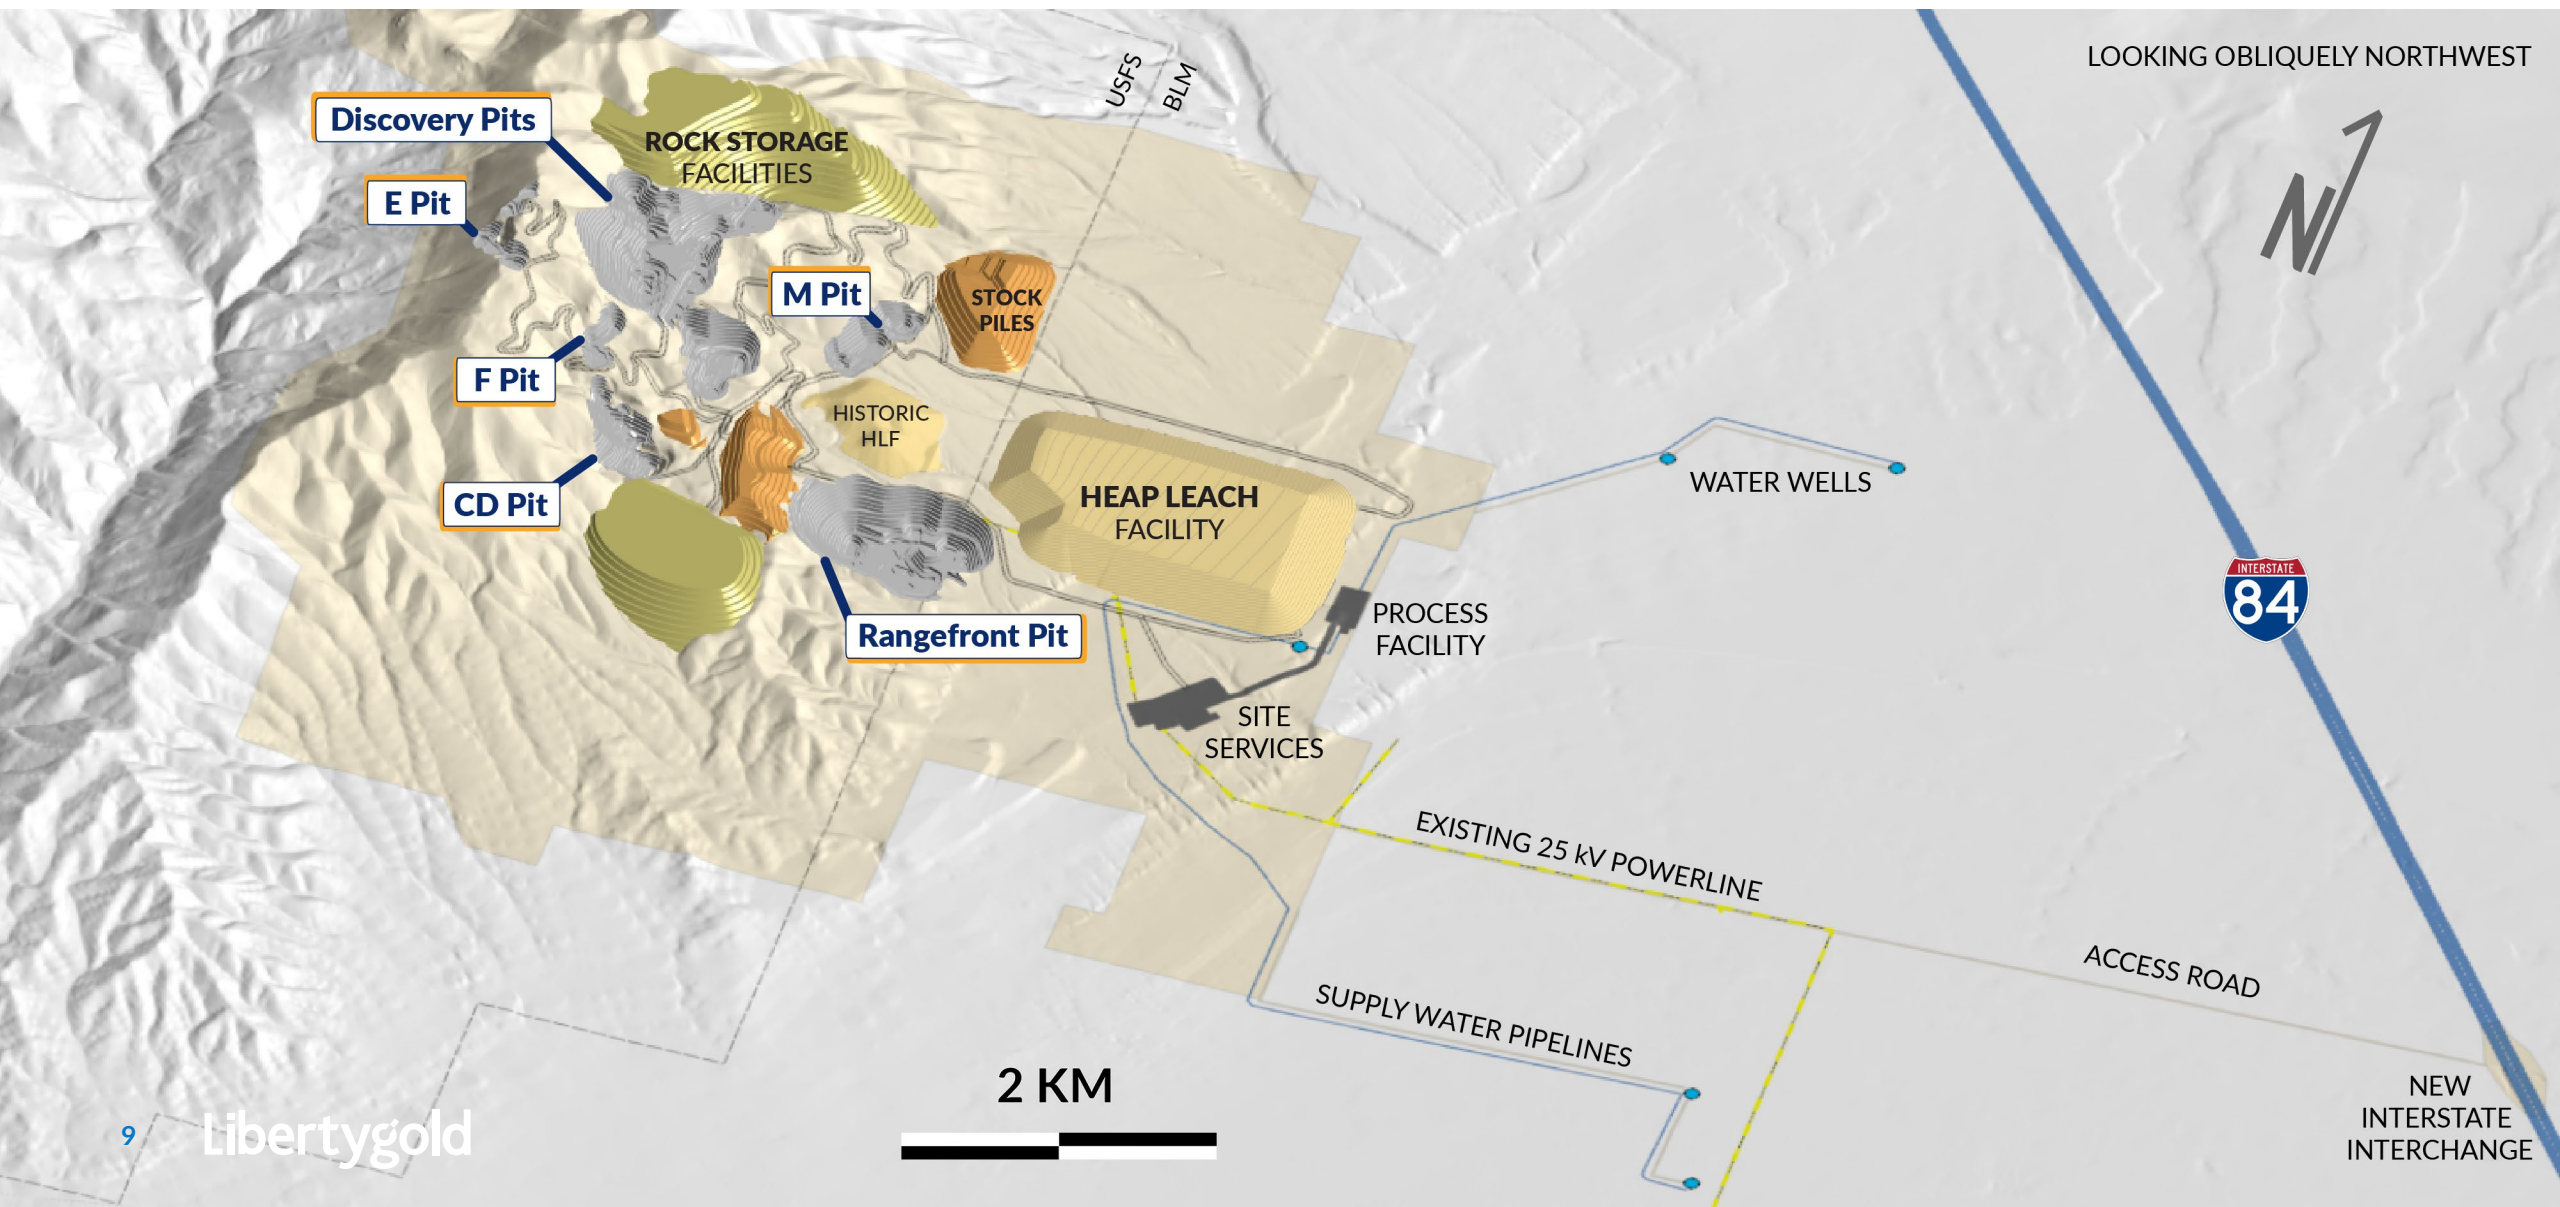 LOOKING OBLIQUELY NORTHWEST
N
USFS
BLM
Discovery Pits
ROCK STORAGE
FACILITIES
E Pit
M Pit
STOCK
PILES
F Pit
HISTORIC
HLF
CD Pit
HEAP LEACH
FACILITY
WATER WELLS
INTERSTATE
84
Rangefront Pit
PROCESS
FACILITY
SITE
SERVICES
EXISTING 25 kV POWERLINE
ACCESS ROAD
SUPPLY WATER PIPELINES
2 KM
NEW
INTERSTATE
INTERCHANGE
9
Libertygold